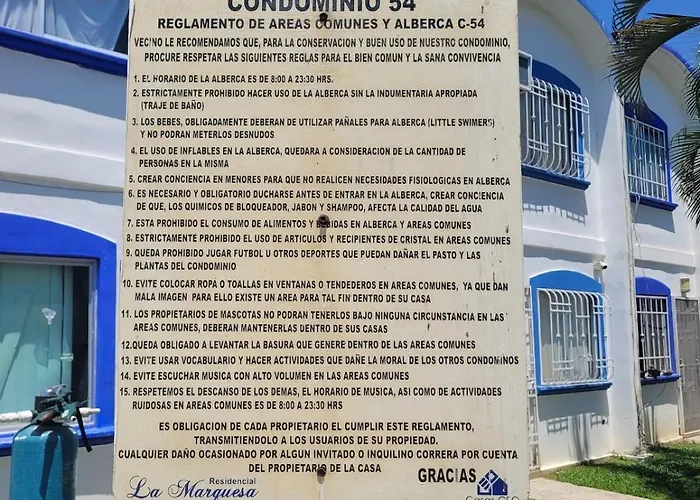 CONDOMINIO 54
REGLAMENTO DE AREAS COMUNES Y ALBERCA C-54
VECINO LE RECOMENDAMOS QUE, PARA LA CONSERVACION Y BUEN USO DE NUESTRO CONDOMINIO,
PROCURE RESPETAR LAS SIGUIENTES REGLAS PARA EL BIEN COMUN Y LA SANA CONVIVENCIA
1. EL HORARIO DE LA ALBERCA ES DE 8:00 A 23:30 HRS.
2. ESTRICTAMENTE PROHIBIDO HACER USO DE LA ALBERCA SIN LA INDUMENTARIA APROPIADA
(TRAJE DE BAÑO)
3. LOS BEBES, OBLIGADAMENTE DEBERAN DE UTILIZAR PAÑALES PARA ALBERCA (LITTLE SWIMERS)
Y NO PODRAN METERLOS DESNUDOS
4. EL USO DE INFLABLES EN LA ALBERCA, QUEDARA A CONSIDERACION DE LA CANTIDAD DE
PERSONAS EN LA MISMA
5. CREAR CONCIENCIA EN MENORES PARA QUE NO REALICEN NECESIDADES FISIOLOGICAS EN ALBERCA
6. ES NECESARIO Y OBLIGATORIO DUCHARSE ANTES DE ENTRAR EN LA ALBERCA, CREAR CONCIENCIA
DE QUE, LOS QUIMICOS DE BLOQUEADOR, JABON Y SHAMPO, AFECTA LA CALIDAD DEL AGUA
7. ESTA PROHIBIDO EL CONSUMO DE ALIMENTOS Y BEBIDAS EN ALBERCA Y AREAS COMUNES
8. ESTRICTAMENTE PROHIBIDO EL USO DE ARTICULOS Y RECIPIENTES DE CRISTAL EN AREAS COMUNES
9. QUEDA PROHIBIDO JUGAR FUTBOL U OTROS DEPORTES QUE PUEDAN DAÑAR EL PASTO Y LAS
PLANTAS DEL CONDOMINIO
10. EVITE COLOCAR ROPA O TOALLAS EN VENTANAS O TENDEDEROS EN AREAS COMUNES, YA QUE DAN
MALA IMAGEN PARA ELLO EXISTE UN AREA PARA TAL FIN DENTRO DE SU CASA
11. LOS PROPIETARIOS DE MASCOTAS NO PODRAN TENERLOS BAJO NINGUNA CIRCUNSTANCIA EN LAS
AREAS COMUNES, DEBERAN MANTENERLAS DENTRO DE SUS CASAS
12.QUEDA OBLIGADO A LEVANTAR LA BASURA QUE GENERE DENTRO DE LAS AREAS COMUNES
13. EVITE USAR VOCABULARIO Y HACER ACTIVIDADES QUE DAÑE LA MORAL DE LOS OTROS CONDOMINOS
14. EVITE ESCUCHAR MUSICA CON ALTO VOLUMEN EN LAS AREAS COMUNES
15. RESPETEMOS EL DESCANSO DE LOS DEMAS, EL HORARIO DE MUSICA, ASI COMO DE ACTIVIDADES
RUIDOSAS EN AREAS COMUNES ES DE 8:00 A 23:30 HRS
ES OBLIGACION DE CADA PROPIETARIO EL CUMPLIR ESTE REGLAMENTO,
TRANSMITIENDOLO A LOS USUARIOS DE SU PROPIEDAD.
CUALQUIER DAÑO OCASIONADO POR ALGUN INVITADO O INQUILINO CORRERA POR CUENTA
DEL PROPIETARIO DE LA CASA
GRACIAS
Residencial
La Marquesa